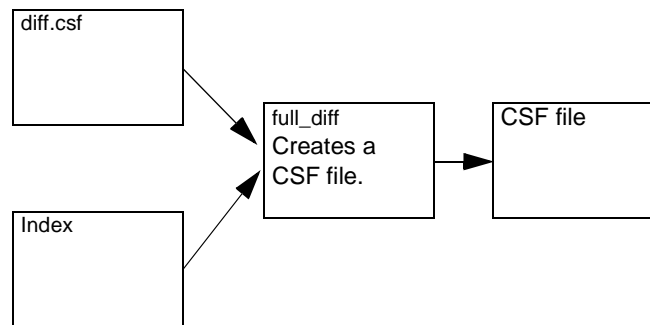 diff.csf
full_diff
Creates a
CSF file.
CSF file
Index